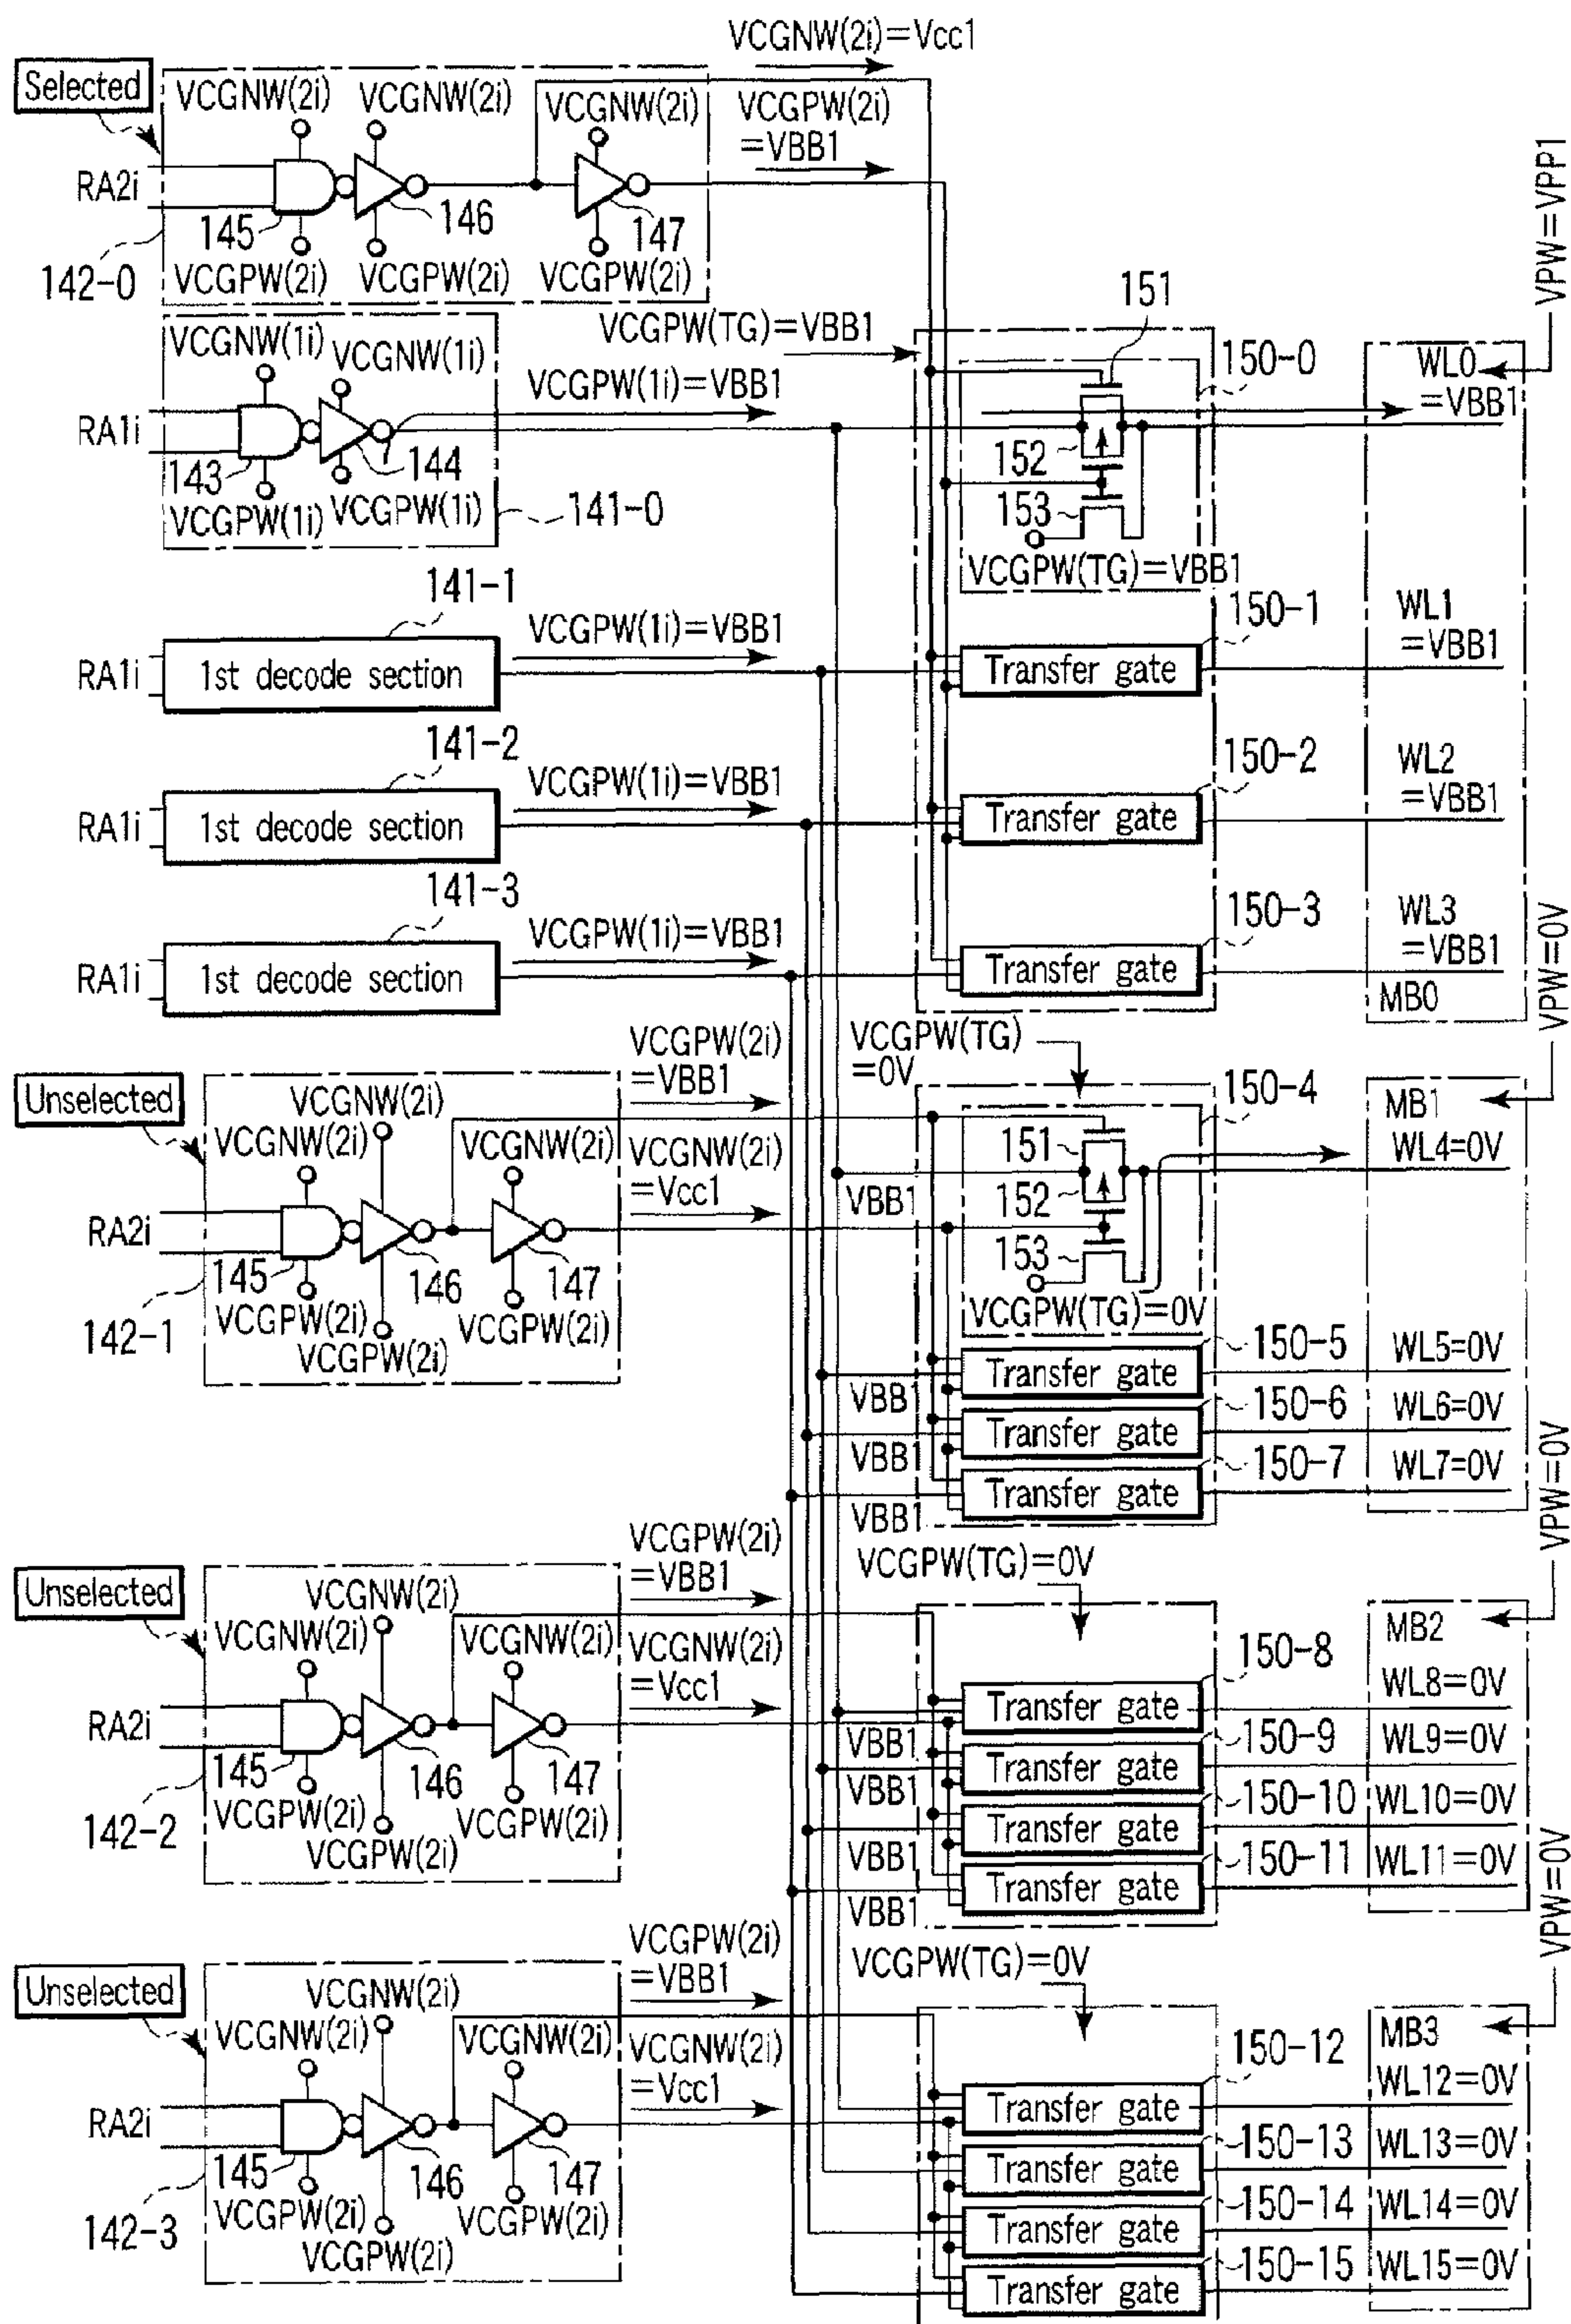 VCGNW(2i)=Vcc1
Selected
VCGNW(2i)
VCGNW(2i)
VCGNW(2i)
VCGPW(2i)
=VBB1
RA2i
145
146
147
142-0
VCGPW(2i)
VCGPW(2i)
VCGPW(2i)
VPW=VPP1
VCGPW(TG)=VBB1
151
VCGNW(1i)
VCGNW(1i)
VCGPW(1i)=VBB1
150-0
WL0
=VBB1
RA1i
143
144
152
VCGPW(1i)
VCGPW(1i)
141-0
153
VCGPW(TG)=VBB1
141-1
VCGPW(1i)=VBB1
150-1
WL1
=VBB1
RA1i
1st decode section
Transfer gate
141-2
VCGPW(1i)=VBB1
150-2
WL2
=VBB1
RA1i
1st decode section
Transfer gate
141-3
VCGPW(1i)=VBB1
150-3
WL3
=VBB1
RA1i
1st decode section
Transfer gate
MB0
VPW=0V
VCGPW(2i)
=VBB1
VCGPW(TG)
=0V
Unselected
VCGNW(2i)
VCGNW(2i)
VCGNW(2i)
VCGNW(2i)
=Vcc1
150-4
MB1
WL4=0V
151
152
VBB1
RA2i
145
146
147
153
142-1
VCGPW(2i)
VCGPW(2i)
VCGPW(2i)
VCGPW(TG)=0V
150-5
WL5=0V
Transfer gate
VBB1
150-6
WL6=0V
Transfer gate
VBB1
150-7
WL7=0V
Transfer gate
VBB1
VPW=0V
VCGPW(2i)
=VBB1
VCGPW(TG)=0V
Unselected
VCGNW(2i)
VCGNW(2i)
VCGNW(2i)
VCGNW(2i)
=Vcc1
MB2
150-8
WL8=0V
RA2i
Transfer gate
VBB1
145
146
147
150-9
WL9=0V
Transfer gate
VBB1
142-2
VCGPW(2i)
VCGPW(2i)
VCGPW(2i)
150-10
WL10=0V
Transfer gate
VBB1
150-11
WL11=0V
Transfer gate
VBB1
VPW=0V
VCGPW(2i)
=VBB1
VCGPW(TG)=0V
Unselected
VCGNW(2i)
VCGNW(2i)
VCGNW(2i)
VCGNW(2i)
=Vcc1
MB3
150-12
WL12=0V
RA2i
Transfer gate
145
146
147
150-13
WL13=0V
Transfer gate
142-3
VCGPW(2i)
VCGPW(2i)
VCGPW(2i)
150-14
WL14=0V
Transfer gate
150-15
WL15=0V
Transfer gate